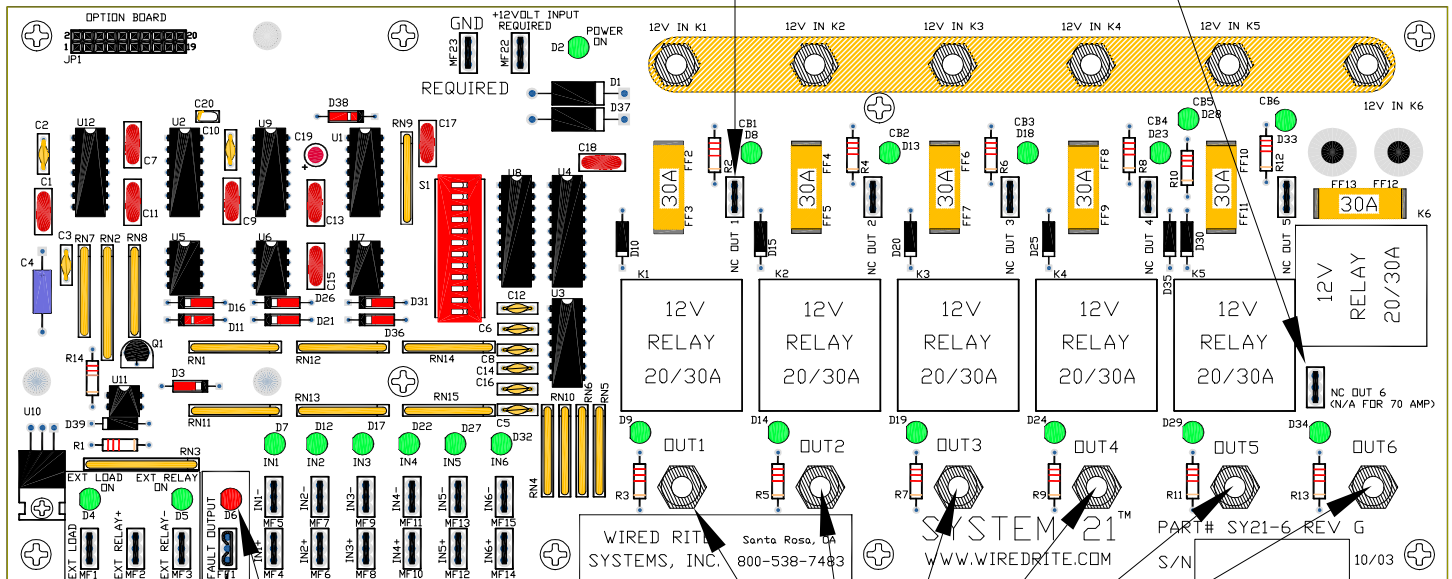 OPTION BOARD
2 20
1 19
JP1
GND
MF23
+12VOLT INPUT
REQUIRED
MF22
POWER
ON
D2
REQUIRED
D1
D37
12V IN K1
12V IN K2
12V IN K3
12V IN K4
12V IN K5
12V IN K6
C2
U12
C7
C20
U2
C10
U9
C19
+
D38
U1
RN9
C17
C18
C1
C11
C9
C13
S1
U8
U4
C3
RN7
RN2
RN8
U5
U6
U7
C15
C4
D16
D26
D31
D11
D21
D36
C12
U3
C6
C8
C14
C16
C5
Q1
RN1
RN12
RN14
R14
U11
D3
RN11
RN13
RN15
RN10
RN6
RN5
RN4
U10
D39
R1
RN3
CB1
D8
CB2
D13
CB3
D18
CB4
D23
CB5
D28
CB6
D33
FF2
30A
FF3
R2
FF4
30A
FF5
R4
FF6
30A
FF7
R6
FF8
30A
FF9
R8
R10
FF10
30A
FF11
R12
FF13 FF12
30A
K6
D10
NC OUT 1
D15
NC OUT 2
D20
NC OUT 3
D25
NC OUT 4
D35
D30
NC OUT 5
K1
12V
RELAY
20/30A
K2
12V
RELAY
20/30A
K3
12V
RELAY
20/30A
K4
12V
RELAY
20/30A
K5
12V
RELAY
20/30A
12V
RELAY
20/30A
NC OUT 6
(N/A FOR 70 AMP)
D7
D12
D17
D22
D27
D32
IN1
IN2
IN3
IN4
IN5
IN6
D9
OUT1
D14
OUT2
D19
OUT3
D24
OUT4
D29
OUT5
D34
OUT6
R3
R5
R7
R9
R11
R13
EXT LOAD
ON
EXT RELAY
ON
D4
D5
D6
IN1-
MF5
IN2-
MF7
IN3-
MF9
IN4-
MF11
IN5-
MF13
IN6-
MF15
EXT LOAD
MF1
EXT RELAY+
MF2
EXT RELAY-
MF3
FAULT OUTPUT
FF1
IN1+
MF4
IN2+
MF6
IN3+
MF8
IN4+
MF10
IN5+
MF12
IN6+
MF14
WIRED RITE
SYSTEMS, INC.
Santa Rosa, CA
800-538-7483
SYSTEM 21™
WWW.WIREDRITE.COM
PART# SY21-6 REV G
S/N
10/03